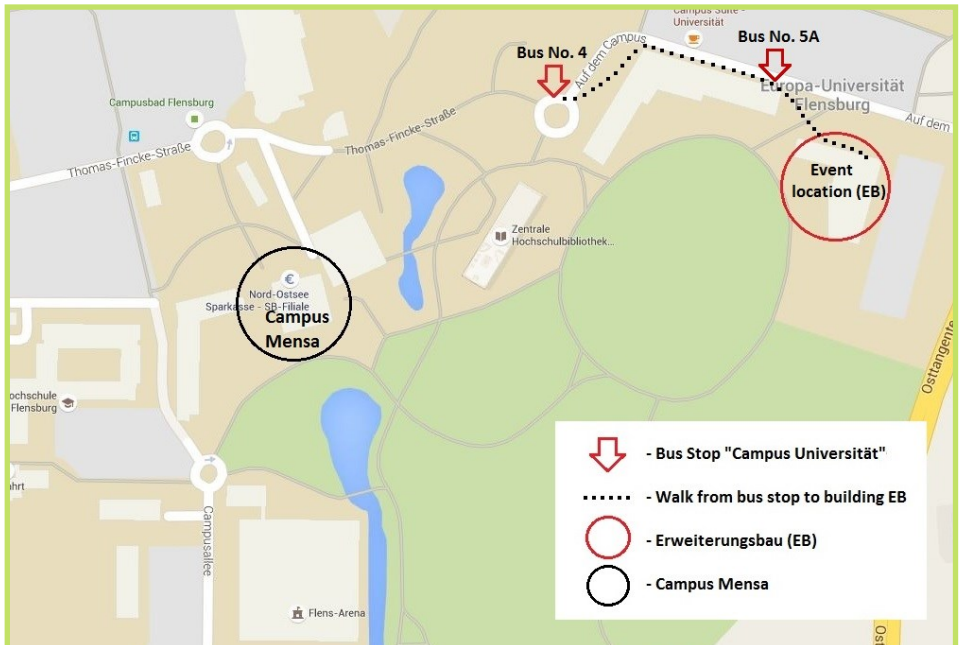 Campus Suite -
Universität
Bus No. 5A
Bus No. 4
Auf dem Campus
Europa-Universität
Flensburg
Auf dem
Campusbad Flensburg
Thomas-Fincke-Straße
Thomas-Fincke-Straße
Event
location (EB)
Zentrale
Hochschulbibliothek...
€
Nord-Ostsee
Sparkasse - SB-Filiale
Campus
Mensa
Osttangente
ochschule
Flensburg
Campusallee
Flens-Arena
- Bus Stop "Campus Universität"
- Walk from bus stop to building EB
- Erweiterungsbau (EB)
- Campus Mensa
hrt
Ost